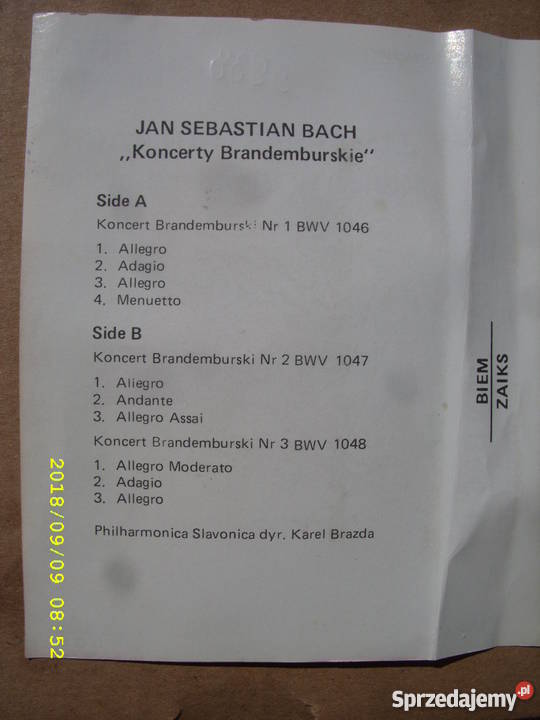 JAN SEBASTIAN BACH
„Koncerty Brandemburskie"
Side A
Koncert Brandemburski Nr 1 BWV 1046
1. Allegro
2. Adagio
3. Allegro
4. Menuetto
Side B
Koncert Brandemburski Nr 2 BWV 1047
1. Allegro
2. Andante
3. Allegro Assai
Koncert Brandemburski Nr 3 BWV 1048
1. Allegro Moderato
2. Adagio
3. Allegro
Philharmonica Slavonica dyr. Karel Brazda
BIEM
ZAIKS
2018/09/09 08:52
Sprzedajemy.pl